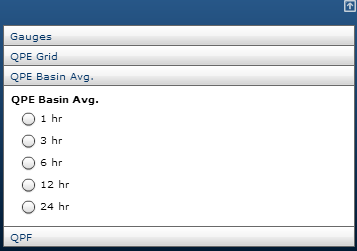 Gauges
QPE Grid
QPE Basin Avg.
QPE Basin Avg.
1 hr
3 hr
6 hr
12 hr
24 hr
QPF